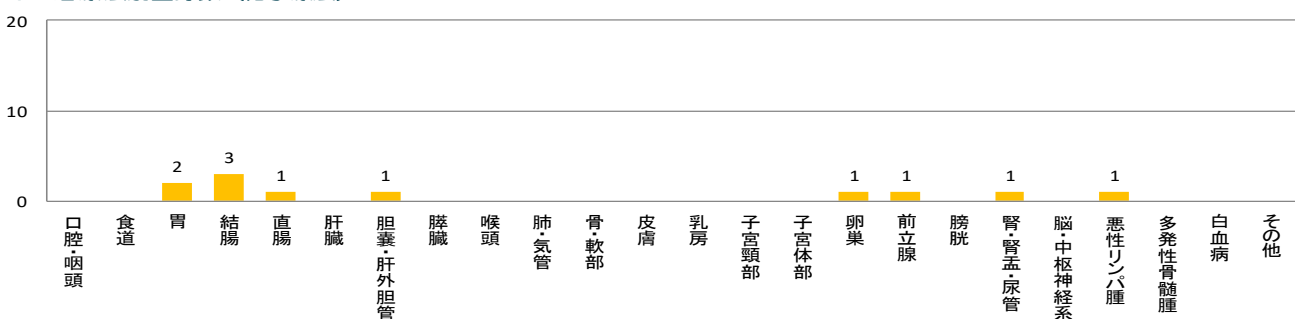 20
10
0
2
3
1
1
1
1
1
1
口腔・咽頭
食道
胃
結腸
直腸
肝臓
胆嚢・肝外胆管
膵臓
喉頭
肺・気管
骨・軟部
皮膚
乳房
子宮頸部
子宮体部
卵巣
前立腺
膀胱
腎・腎盂・尿管
脳・中枢神経系
悪性リンパ腫
多発性骨髄腫
白血病
その他